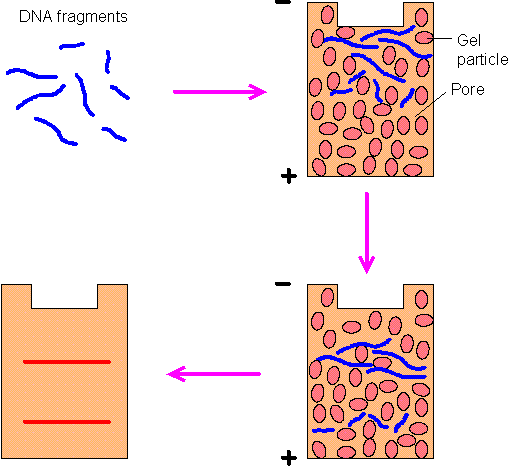 DNA fragments
−
Gel
particle
Pore
+
−
+